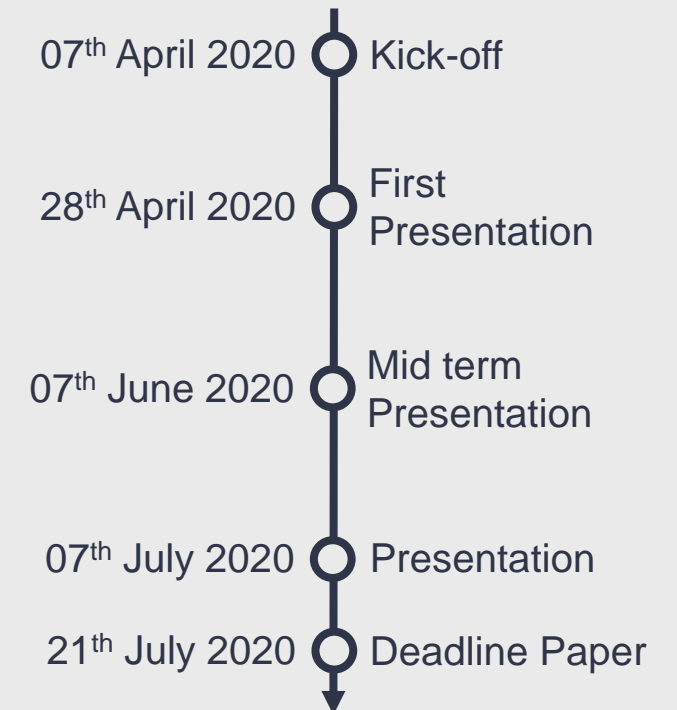 07th April 2020 Kick-off
28th April 2020 First
Presentation
07th June 2020 Mid term
Presentation
07th July 2020 Presentation
21th July 2020 Deadline Paper